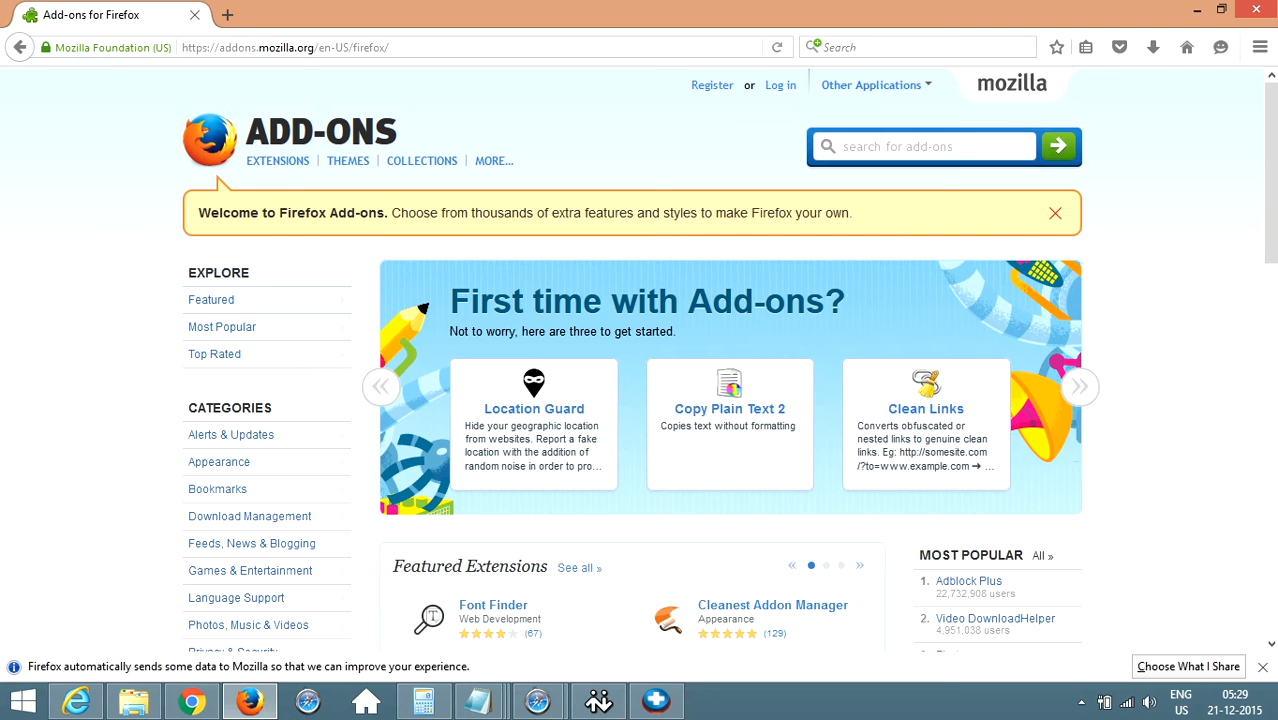 Add-ons for Firefox
Mozilla Foundation (US)
https://addons.mozilla.org/en-US/firefox/
Search
Register or Log in
Other Applications
mozilla
ADD-ONS
EXTENSIONS
THEMES
COLLECTIONS
MORE...
search for add-ons
Welcome to Firefox Add-ons. Choose from thousands of extra features and styles to make Firefox your own.
EXPLORE
Featured
Most Popular
Top Rated
CATEGORIES
Alerts & Updates
Appearance
Bookmarks
Download Management
Feeds, News & Blogging
Games & Entertainment
Language Support
Photos, Music & Videos
First time with Add-ons?
Not to worry, here are three to get started.
Location Guard
Hide your geographic location
from websites. Report a fake
location with the addition of
random noise in order to pro...
Copy Plain Text 2
Copies text without formatting
Clean Links
Converts obfuscated or
nested links to genuine clean
links. Eg: http://somesite.com
/?to=www.example.com ➔ ...
Featured Extensions
See all »
Font Finder
Web Development
(67)
Cleanest Addon Manager
Appearance
(129)
MOST POPULAR
All »
1. Adblock Plus
22,732,908 users
2. Video DownloadHelper
4,951,038 users
Firefox automatically sends some data to Mozilla so that we can improve your experience.
Choose What I Share
ENG
US
05:29
21-12-2015